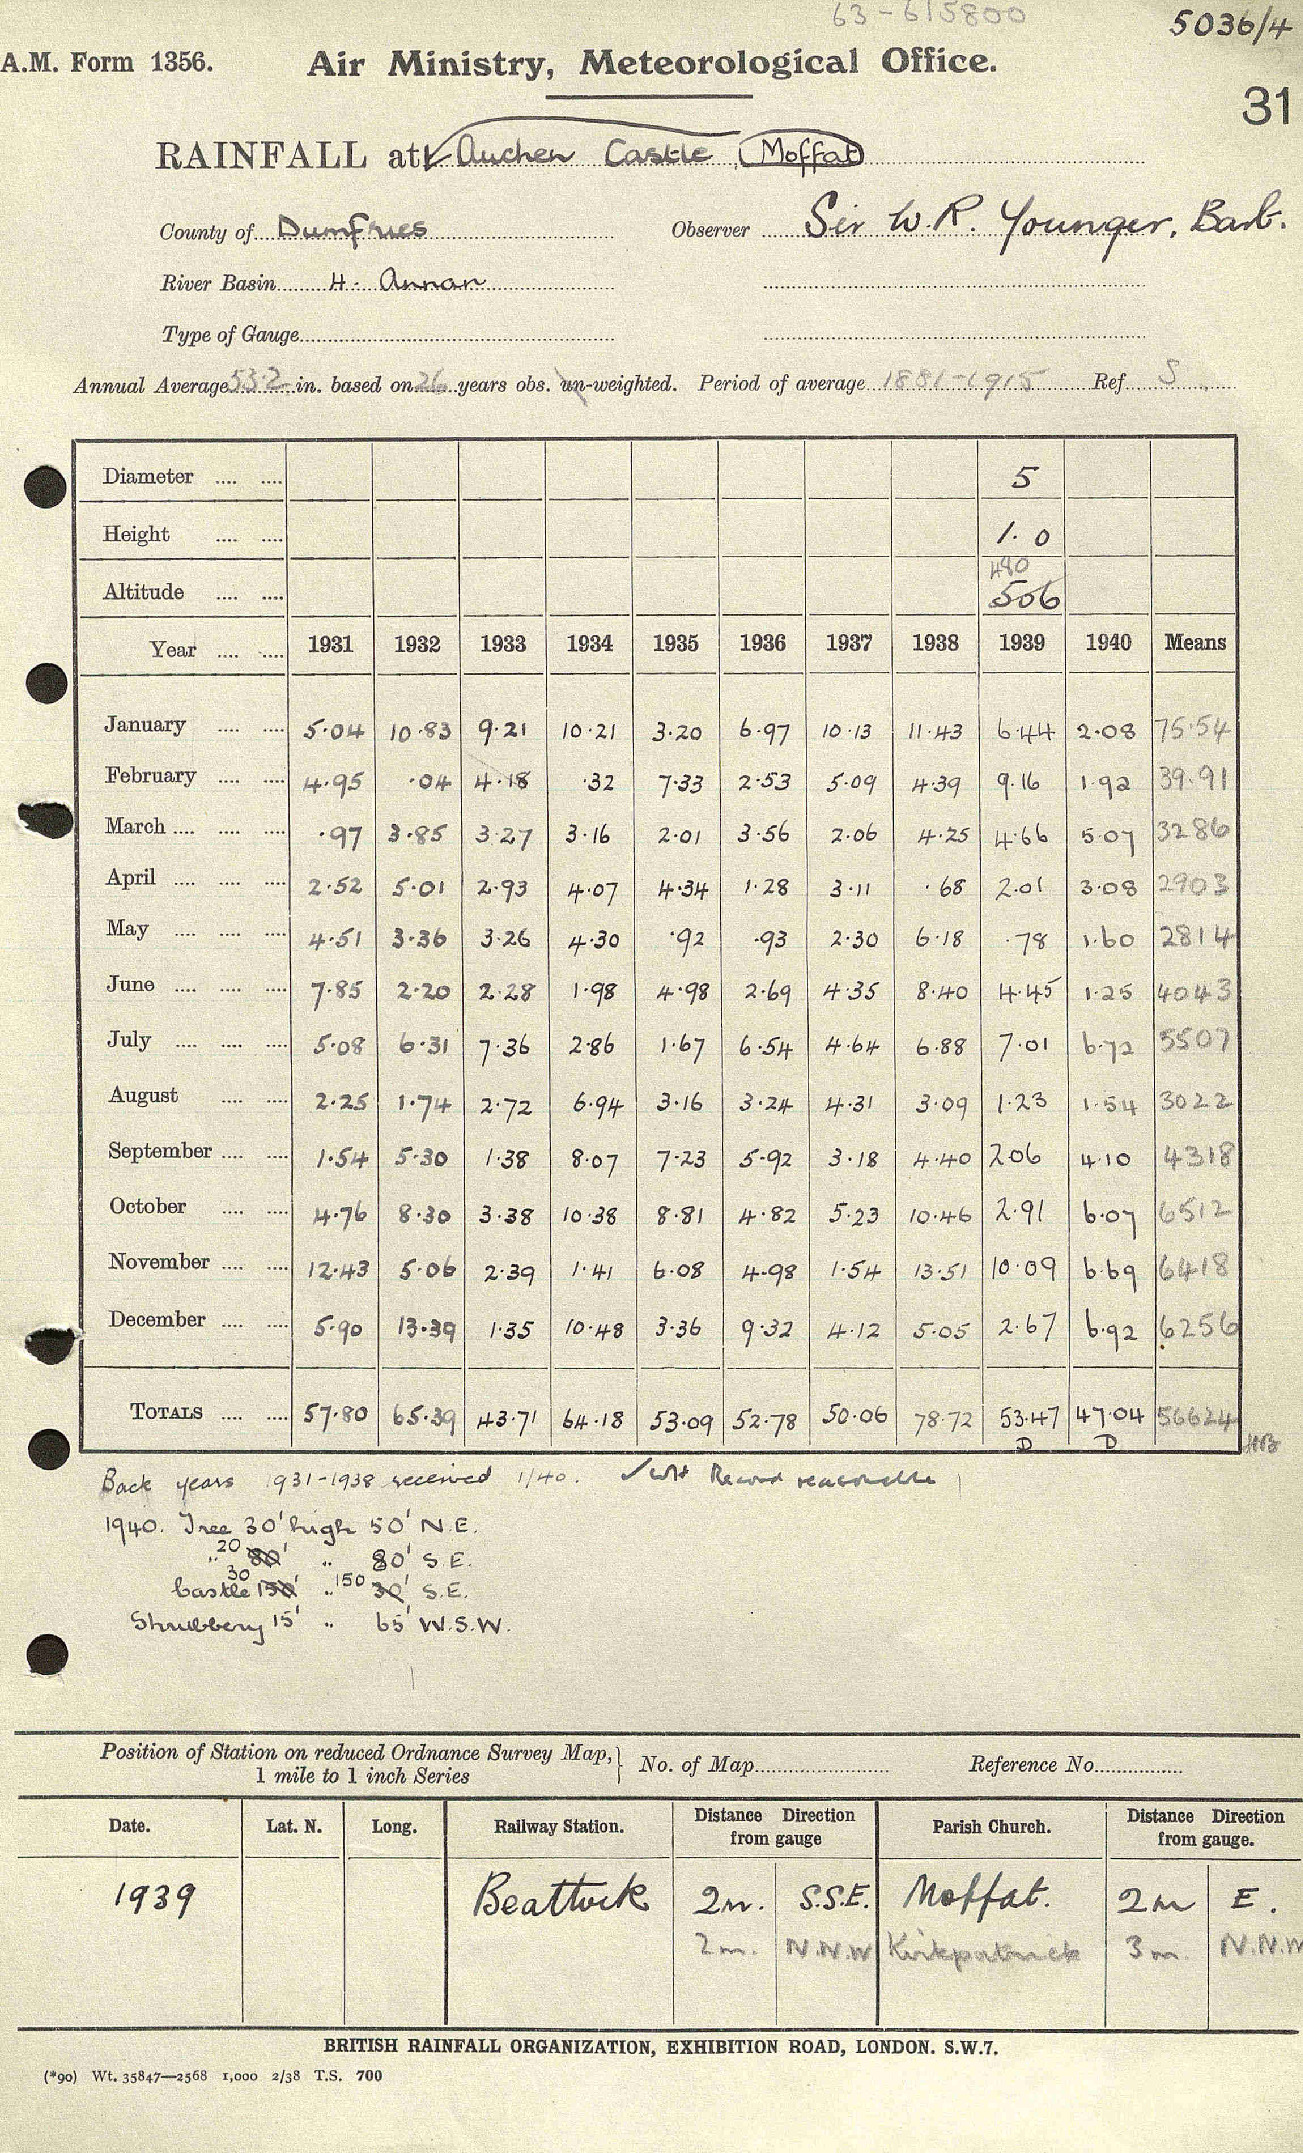 63-615800
5036/4
A.M. Form 1356. Air Ministry, Meteorological Office.
31
RAINFALL at Auchen Castle, Moffat
County of Dumfries Observer Sir W. R. Younger, Bart.
River Basin H. Annan
Type of Gauge
Annual Average 53.2 in. based on 26 years obs. un-weighted. Period of average 1881-1915 Ref S
Diameter 5
Height 1.0
480
Altitude 506
Year 1931 1932 1933 1934 1935 1936 1937 1938 1939 1940 Means
January 5.04 10.83 9.21 10.21 3.20 6.97 10.13 11.43 6.44 2.08 75.54
February 4.95 .04 4.18 .32 7.33 2.53 5.09 4.39 9.16 1.92 39.91
March .97 3.85 3.27 3.16 2.01 3.56 2.06 4.25 4.66 5.07 3286
April 2.52 5.01 2.93 4.07 4.34 1.28 3.11 .68 2.01 3.08 2903
May 4.51 3.36 3.26 4.30 .92 .93 2.30 6.18 .78 1.60 2814
June 7.85 2.20 2.28 1.98 4.98 2.69 4.35 8.40 4.45 1.25 4043
July 5.08 6.31 7.36 2.86 1.67 6.54 4.64 6.88 7.01 6.72 5507
August 2.25 1.74 2.72 6.94 3.16 3.24 4.31 3.09 1.23 1.54 3022
September 1.54 5.30 1.38 8.07 7.23 5.92 3.18 4.40 2.06 4.10 4318
October 4.76 8.30 3.38 10.38 8.81 4.82 5.23 10.46 2.91 6.07 6512
November 12.43 5.06 2.39 1.41 6.08 4.98 1.54 13.51 10.09 6.69 6418
December 5.90 13.39 1.35 10.48 3.36 9.32 4.12 5.05 2.67 6.92 6256
TOTALS 57.80 65.39 43.71 64.18 53.09 52.78 50.06 78.72 53.47 47.04 56624
D D
Back years 1931-1938 received 1/40. Record reasonable
1940. Tree 30' high 50' N.E.
" 20 80' " 80' S.E.
Castle 30 150' " 150 30' S.E.
Shrubbery 15' " 65' W.S.W.
Position of Station on reduced Ordnance Survey Map, 1 mile to 1 inch Series No. of Map Reference No.
Date. Lat. N. Long. Railway Station. Distance Direction from gauge Parish Church. Distance Direction from gauge.
1939 Beattock 2m. S.S.E. Moffat. 2m E.
2m. N.N.W Kirkpatrick 3m. N.N.W
BRITISH RAINFALL ORGANIZATION, EXHIBITION ROAD, LONDON. S.W.7.
(*90) Wt. 35847—2568 1,000 2/38 T.S. 700